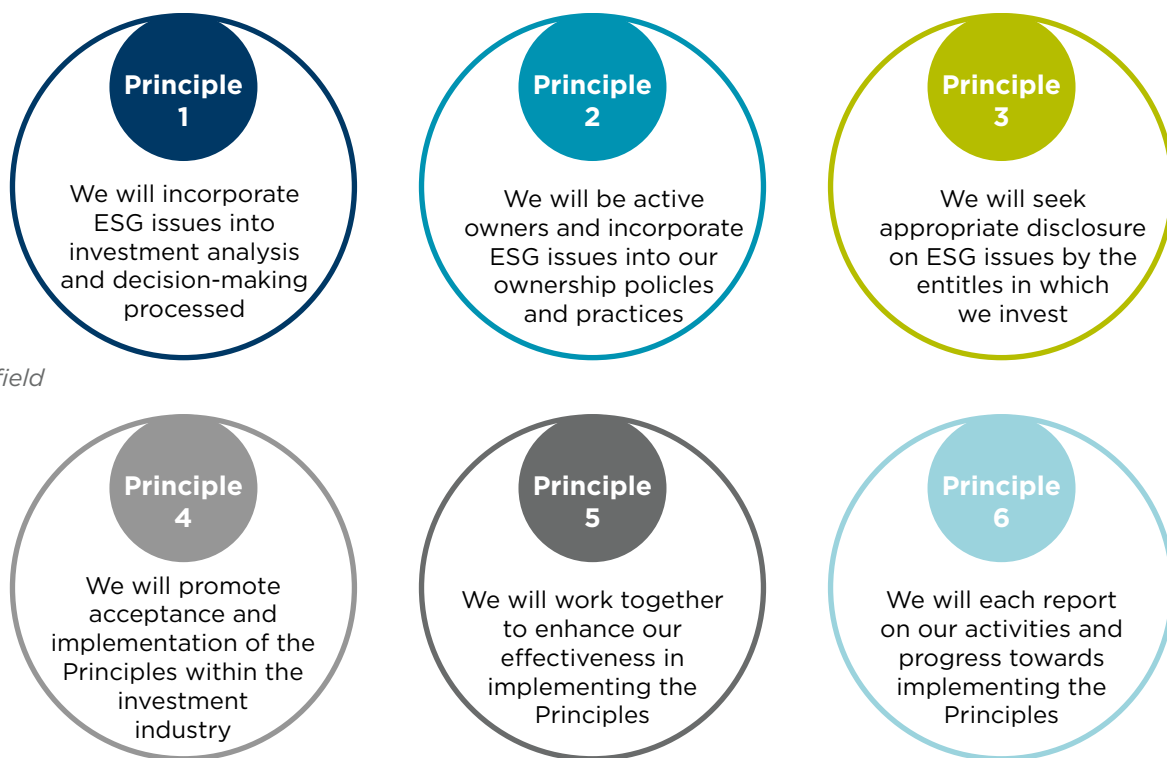 Principle
1
We will incorporate
ESG issues into
investment analysis
and decision-making
processed
Principle
2
We will be active
owners and incorporate
ESG issues into our
ownership policies
and practices
Principle
3
We will seek
appropriate disclosure
on ESG issues by the
entitles in which
we invest
field
Principle
4
We will promote
acceptance and
implementation of the
Principles within the
investment
industry
Principle
5
We will work together
to enhance our
effectiveness in
implementing the
Principles
Principle
6
We will each report
on our activities and
progress towards
implementing the
Principles